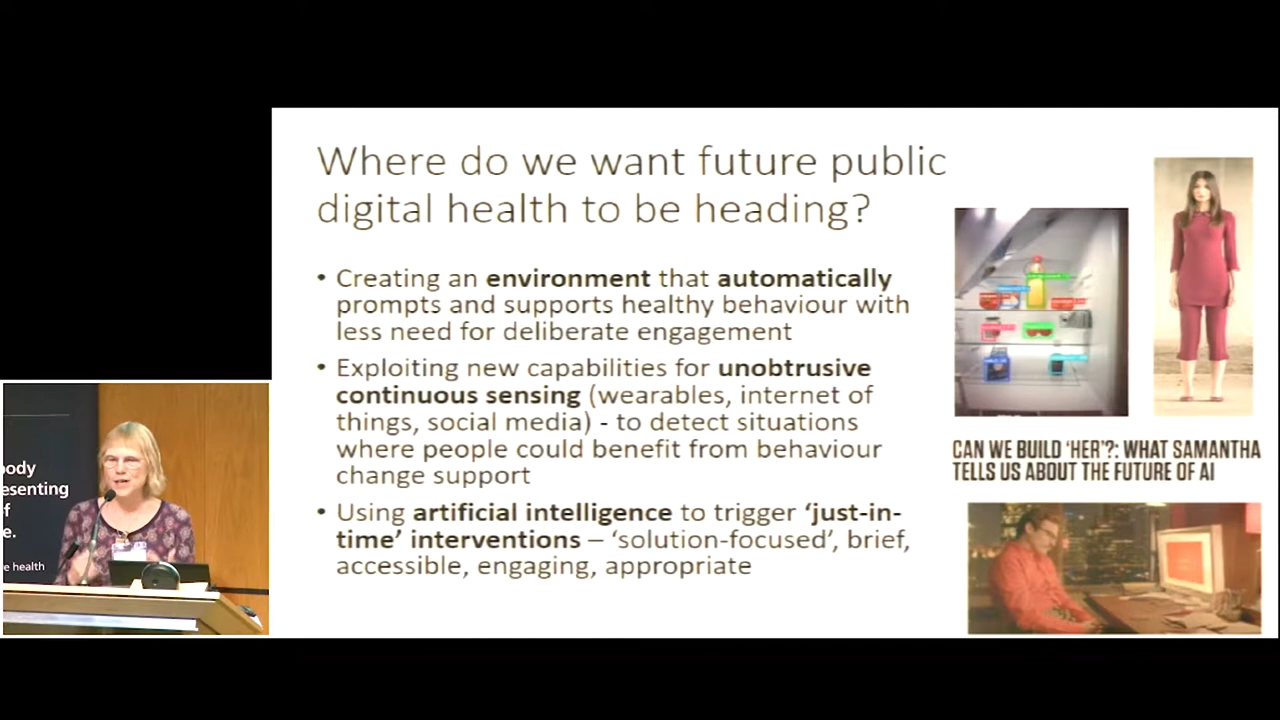 Where do we want future public
digital health to be heading?
• Creating an environment that automatically
prompts and supports healthy behaviour with
less need for deliberate engagement
• Exploiting new capabilities for unobtrusive
continuous sensing (wearables, internet of
things, social media) - to detect situations
where people could benefit from behaviour
change support
• Using artificial intelligence to trigger ‘just-in-
time’ interventions – ‘solution-focused’, brief,
accessible, engaging, appropriate
CAN WE BUILD ‘HER’?: WHAT SAMANTHA
TELLS US ABOUT THE FUTURE OF AI
ody
esenting
f
e.
e health